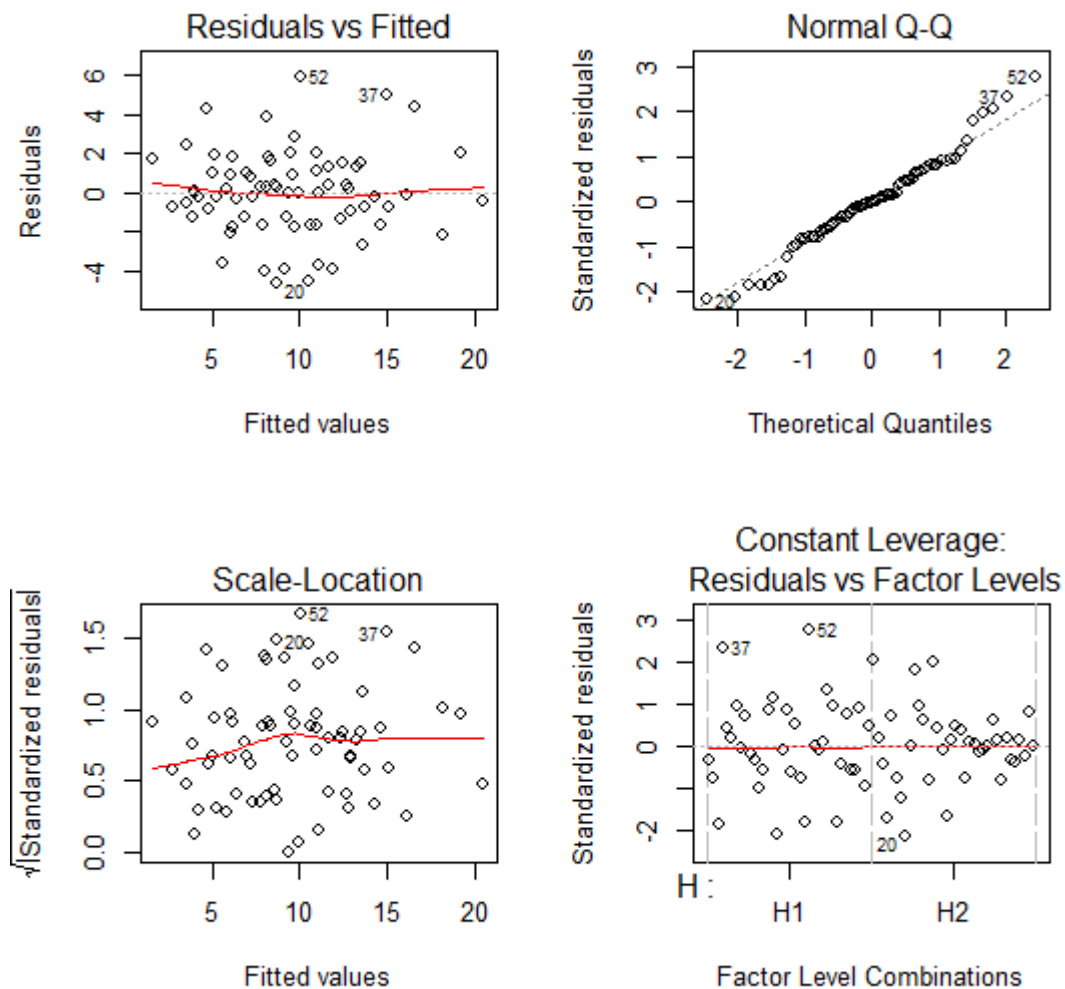 Residuals vs Fitted
Residuals
6
4
2
0
-4
52
37
20
5
10
15
20
Fitted values
Normal Q-Q
Standardized residuals
3
2
1
0
-1
-2
52
37
20
-2
-1
0
1
2
Theoretical Quantiles
Scale-Location
√|Standardized residuals|
1.5
1.0
0.5
0.0
52
20
37
5
10
15
20
Fitted values
Constant Leverage:
Residuals vs Factor Levels
Standardized residuals
3
2
1
0
-2
37
52
20
H :
H1
H2
Factor Level Combinations